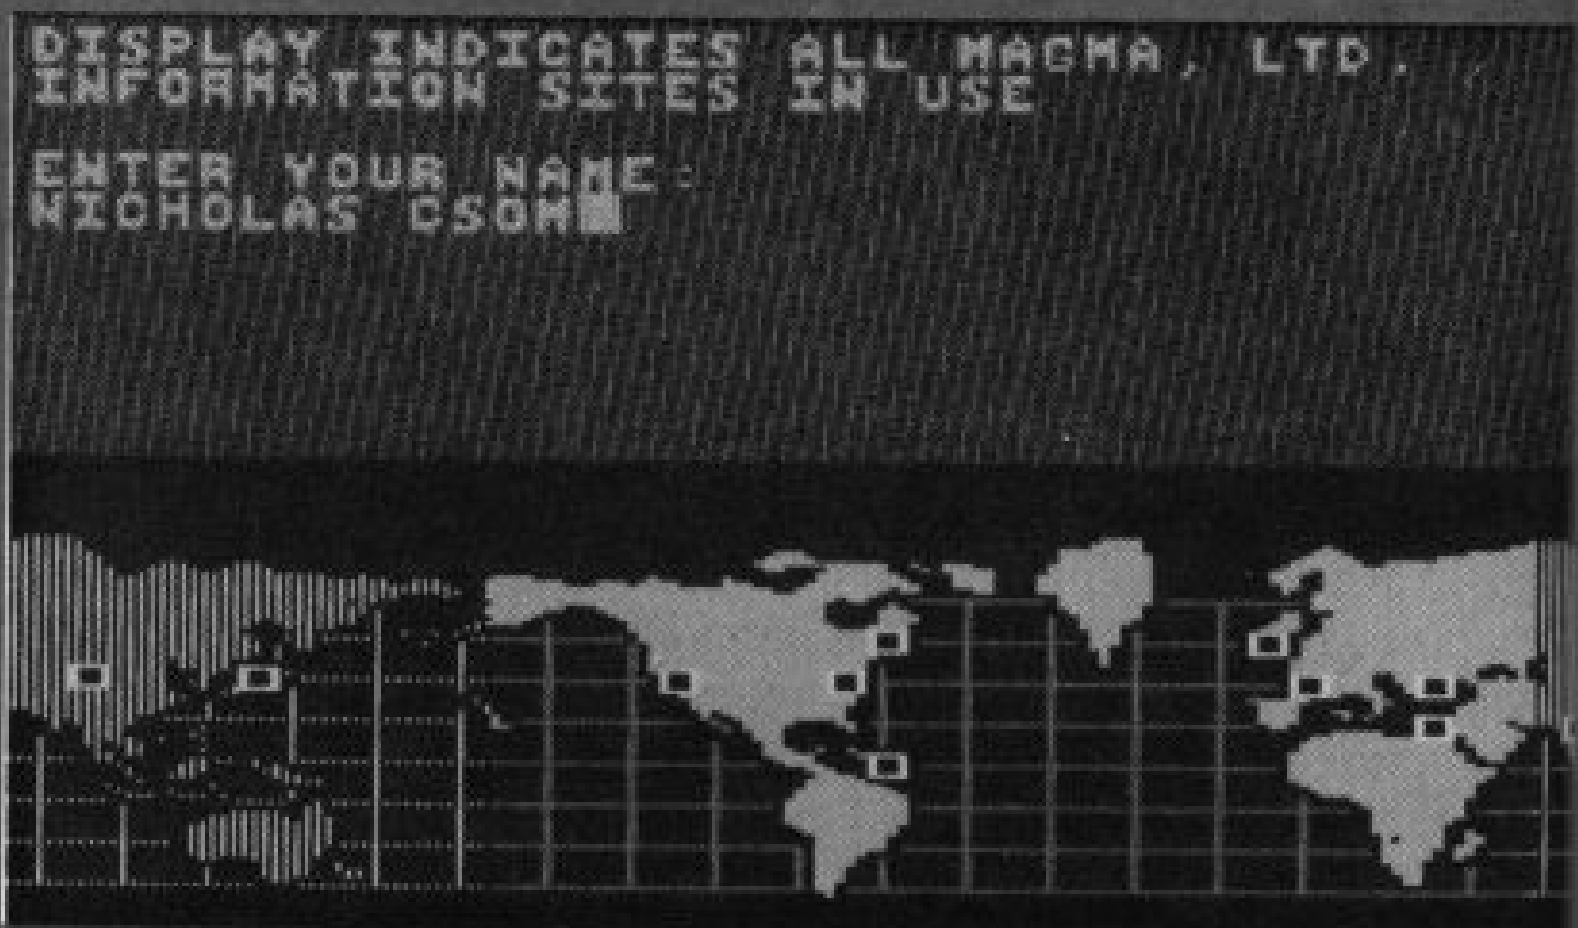 DISPLAY INDICATES ALL MAGMA, LTD.
INFORMATION SITES IN USE
ENTER YOUR NAME:
NICHOLAS CSOM